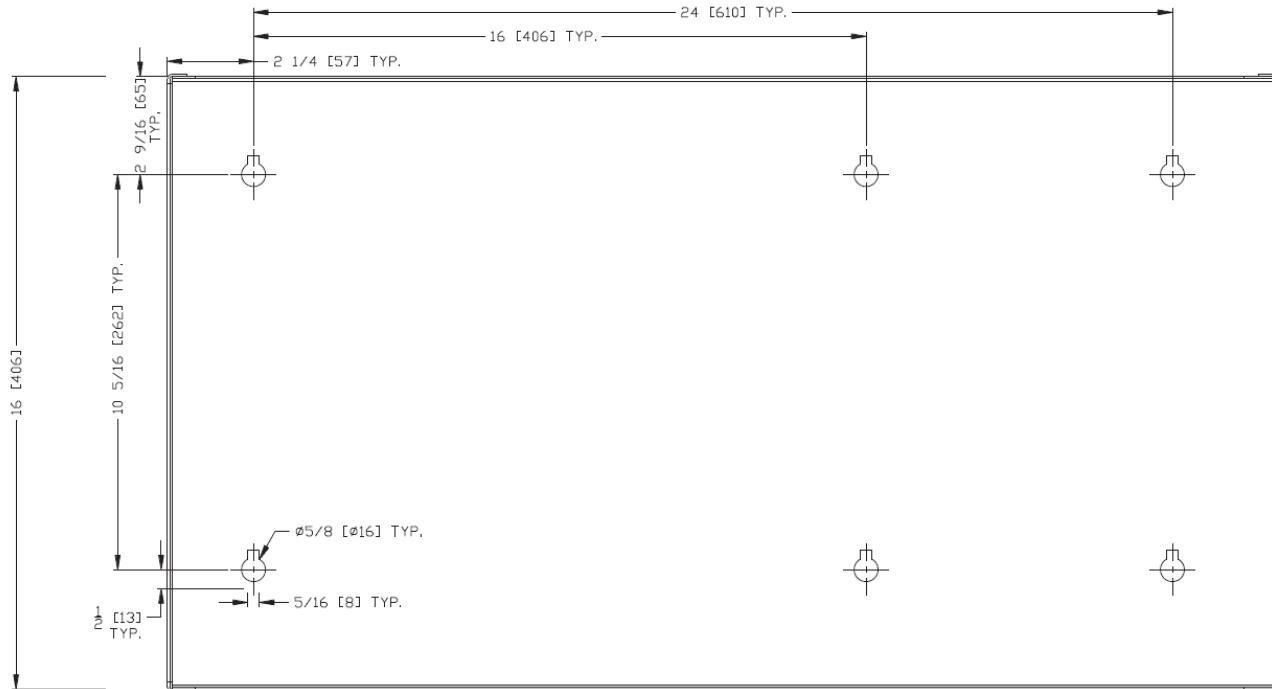 24 [610] TYP.
16 [406] TYP.
2 1/4 [57] TYP.
2 9/16 [65]
TYP.
10 5/16 [262] TYP.
16 [406]
ø5/8 [ø16] TYP.
5/16 [8] TYP.
1/2 [13]
TYP.